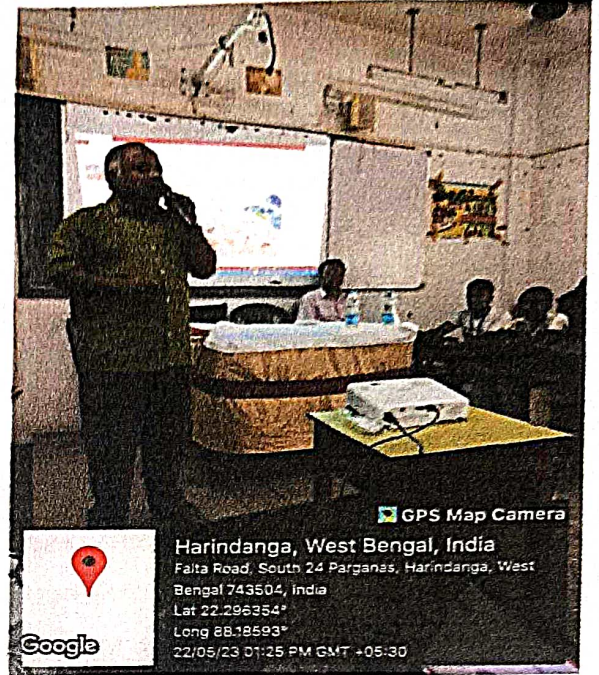 GPS Map Camera
Harindanga, West Bengal, India
Falta Road, South 24 Parganas, Harindanga, West
Bengal 743504, India
Lat 22.296354°
Long 88.18593°
22/05/23 01:25 PM GMT +05:30
Google